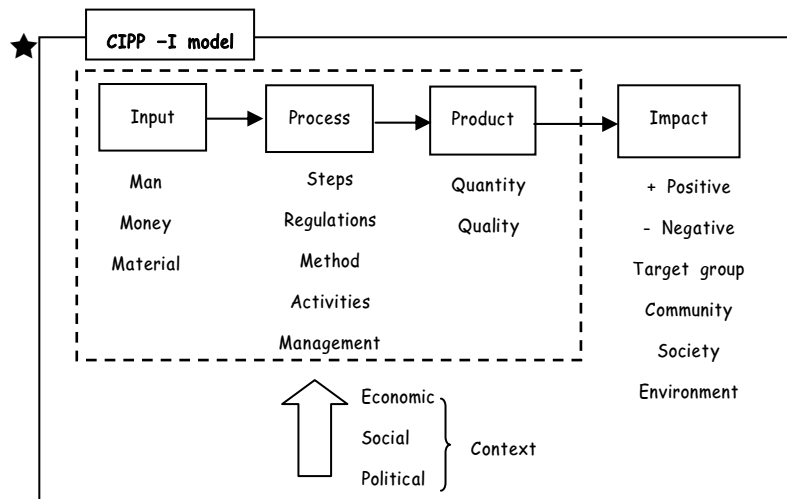 CIPP -I model
Input
Process
Product
Impact
Man
Money
Material
Steps
Regulations
Method
Activities
Management
Quantity
Quality
+ Positive
- Negative
Target group
Community
Society
Environment
Economic
Social
Political
Context